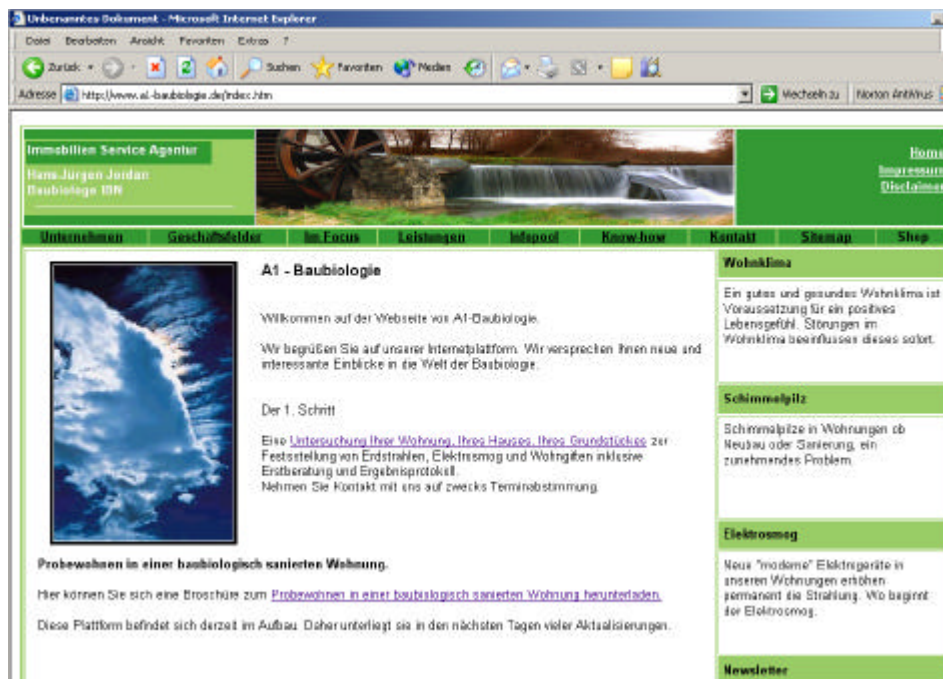 Unbenanntes Dokument - Microsoft Internet Explorer
Datei Bearbeiten Ansicht Favoriten Extras ?
Zurück Suchen Favoriten Medien
Adresse http://www.a1-baubiologie.de/index.htm Wechseln zu Norton AntiVirus
Immobilien Service Agentur
Hans-Jürgen Jordan
Baubiologe IBN
Home
Impressum
Disclaimer
Unternehmen Geschäftsfelder Im Focus Leistungen Infopool Know-how Kontakt Sitemap Shop
A1 - Baubiologie
Willkommen auf der Webseite von A1-Baubiologie.
Wir begrüßen Sie auf unserer Internetplattform. Wir versprechen Ihnen neue und
interessante Einblicke in die Welt der Baubiologie.
Der 1. Schritt
Eine Untersuchung Ihrer Wohnung, Ihres Hauses, Ihres Grundstückes zur
Feststellung von Erdstrahlen, Elektrosmog und Wohngiften inklusive
Erstberatung und Ergebnisprotokoll.
Nehmen Sie Kontakt mit uns auf zwecks Terminabstimmung.
Probewohnen in einer baubiologisch sanierten Wohnung.
Hier können Sie sich eine Broschüre zum Probewohnen in einer baubiologisch sanierten Wohnung herunterladen.
Diese Plattform befindet sich derzeit im Aufbau. Daher unterliegt sie in den nächsten Tagen vieler Aktualisierungen.
Wohnklima
Ein gutes und gesundes Wohnklima ist
Voraussetzung für ein positives
Lebensgefühl. Störungen im
Wohnklima beeinflussen dieses sofort.
Schimmelpilz
Schimmelpilze in Wohnungen ob
Neubau oder Sanierung, ein
zunehmendes Problem.
Elektrosmog
Neue "moderne" Elektrogeräte in
unseren Wohnungen erhöhen
permanent die Strahlung. Wo beginnt
der Elektrosmog.
Newsletter